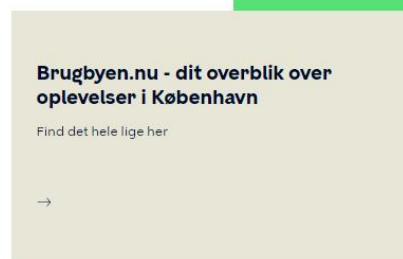 Brugbyen.nu - dit overblik over
oplevelser i København
Find det hele lige her
→